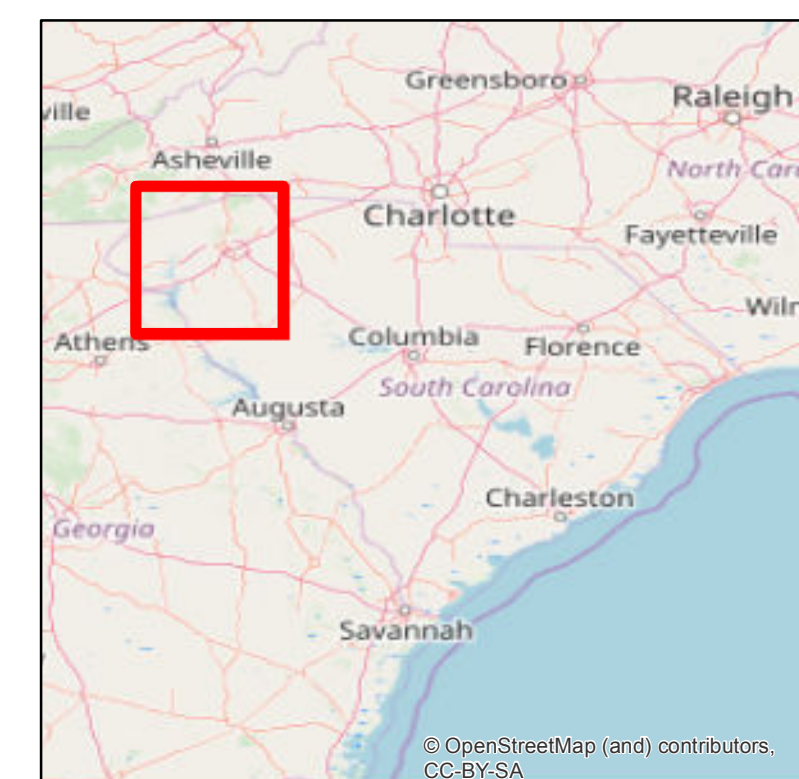 Greensboro
Raleigh
ville
Asheville
North Car
Charlotte
Fayetteville
Wilr
Athens
Columbia
Florence
South Carolina
Augusta
Charleston
Georgia
Savannah
© OpenStreetMap (and) contributors,
CC-BY-SA